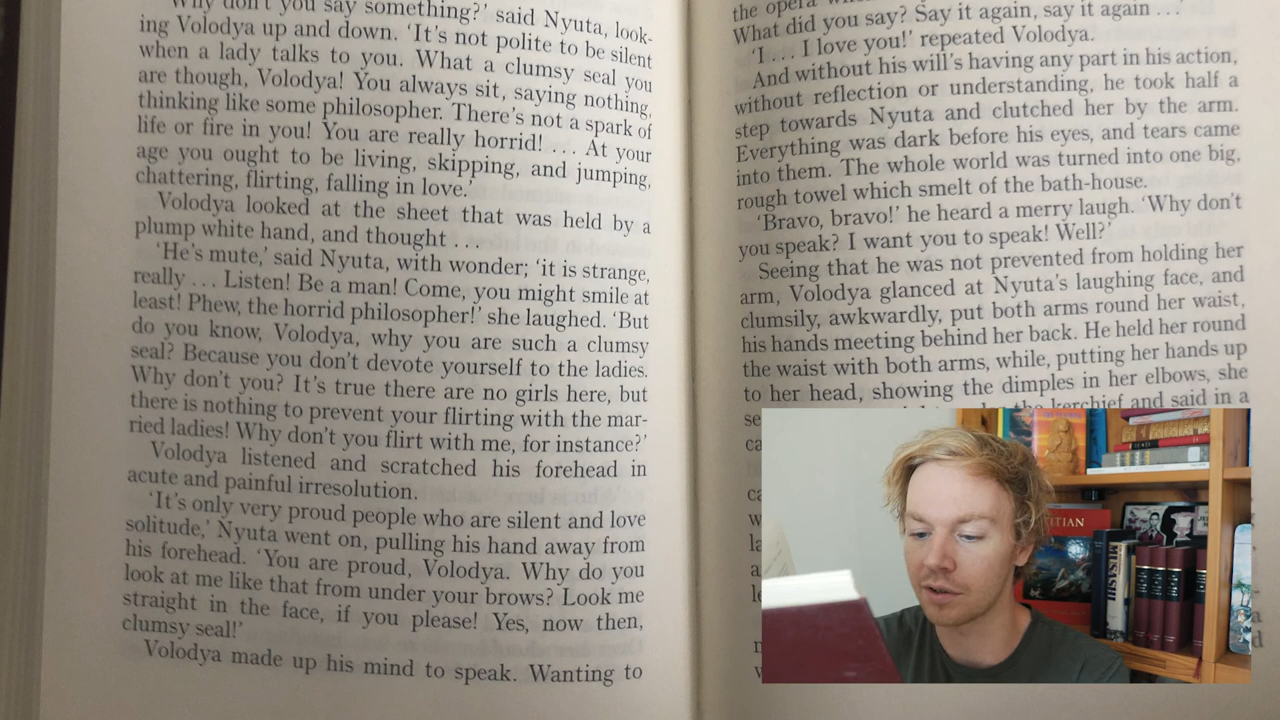 Why don't you say something?' said Nyuta, look-
ing Volodya up and down. 'It's not polite to be silent
when a lady talks to you. What a clumsy seal you
are though, Volodya! You always sit, saying nothing,
thinking like some philosopher. There's not a spark of
life or fire in you! You are really horrid! ... At your
age you ought to be living, skipping, and jumping,
chattering, flirting, falling in love.'
Volodya looked at the sheet that was held by a
plump white hand, and thought ...
'He's mute,' said Nyuta, with wonder; 'it is strange,
really ... Listen! Be a man! Come, you might smile at
least! Phew, the horrid philosopher!' she laughed. 'But
do you know, Volodya, why you are such a clumsy
seal? Because you don't devote yourself to the ladies.
Why don't you? It's true there are no girls here, but
there is nothing to prevent your flirting with the mar-
ried ladies! Why don't you flirt with me, for instance?'
Volodya listened and scratched his forehead in
acute and painful irresolution.
'It's only very proud people who are silent and love
solitude,' Nyuta went on, pulling his hand away from
his forehead. 'You are proud, Volodya. Why do you
look at me like that from under your brows? Look me
straight in the face, if you please! Yes, now then,
clumsy seal!'
Volodya made up his mind to speak. Wanting to
the opera
What did you say? Say it again, say it again ...'
'I ... I love you!' repeated Volodya.
And without his will's having any part in his action,
without reflection or understanding, he took half a
step towards Nyuta and clutched her by the arm.
Everything was dark before his eyes, and tears came
into them. The whole world was turned into one big,
rough towel which smelt of the bath-house.
'Bravo, bravo!' he heard a merry laugh. 'Why don't
you speak? I want you to speak! Well?'
Seeing that he was not prevented from holding her
arm, Volodya glanced at Nyuta's laughing face, and
clumsily, awkwardly, put both arms round her waist,
his hands meeting behind her back. He held her round
the waist with both arms, while, putting her hands up
to her head, showing the dimples in her elbows, she
kerchief and said in a
TITIAN